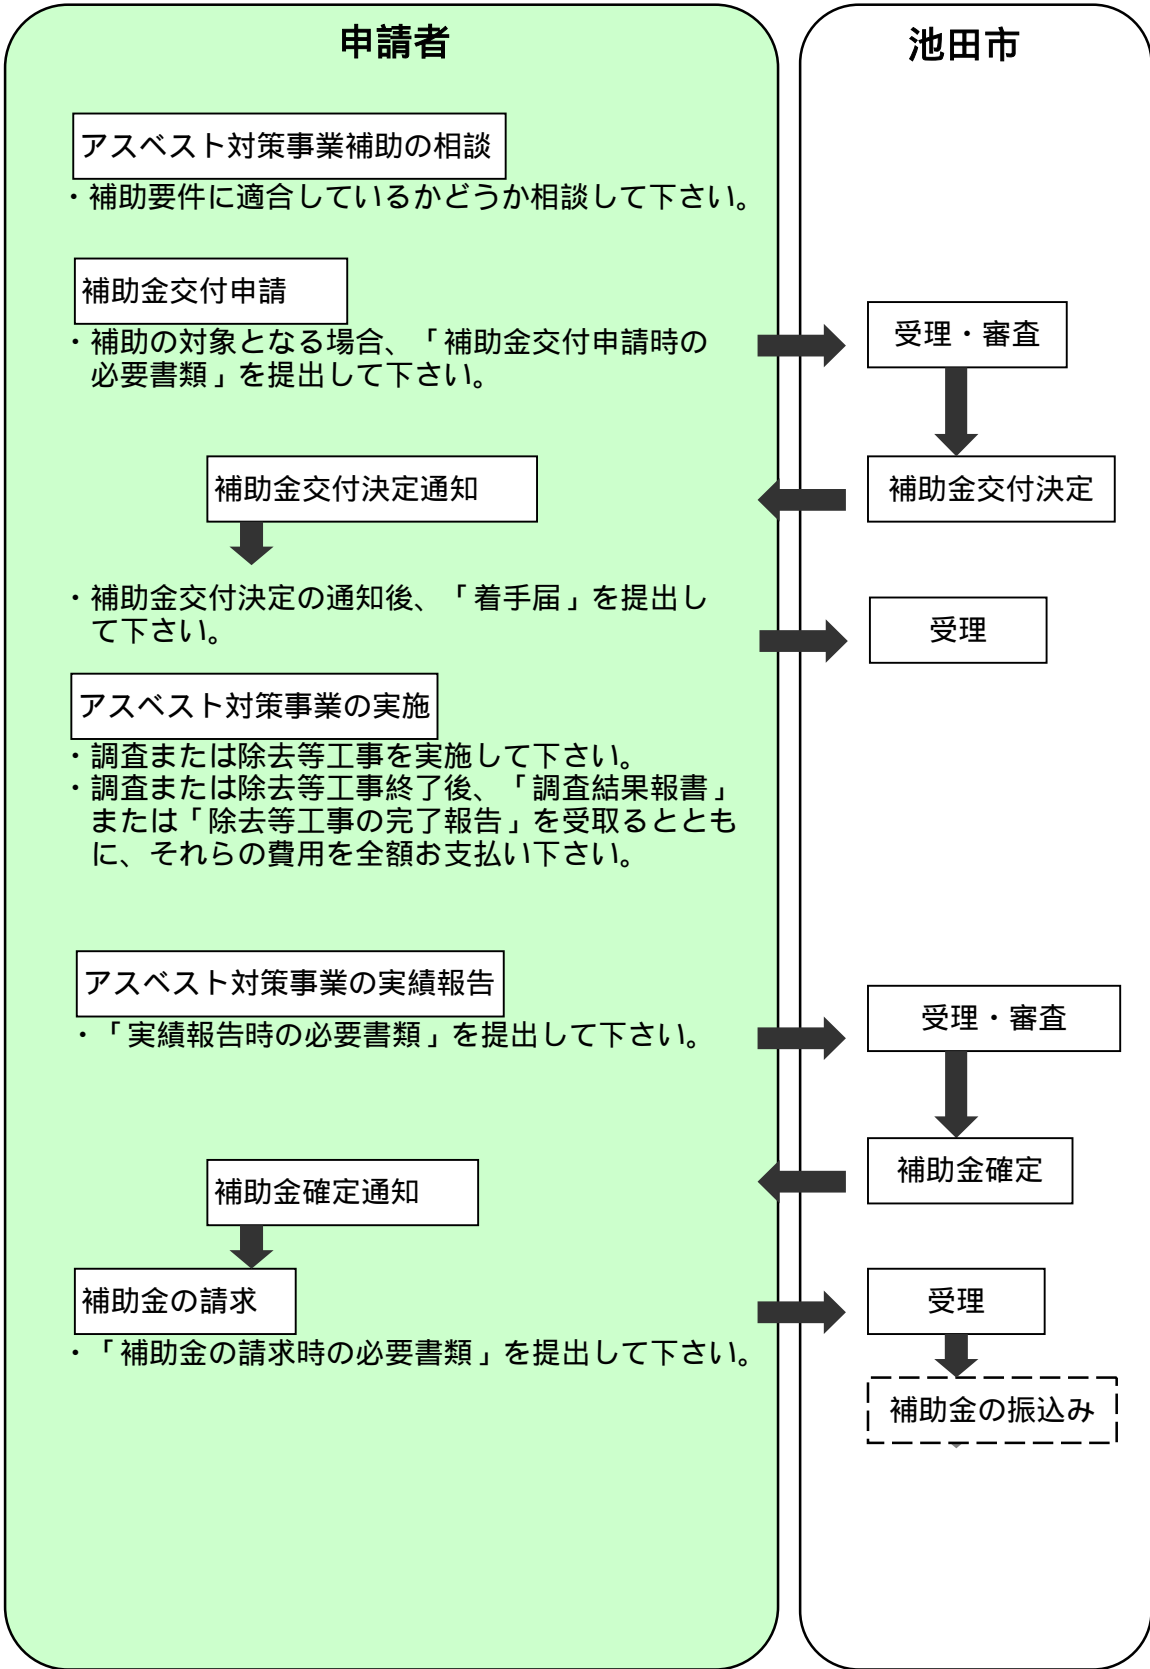 申請者
池田市
アスベスト対策事業補助の相談
・補助要件に適合しているかどうか相談して下さい。
補助金交付申請
・補助の対象となる場合、「補助金交付申請時の
必要書類」を提出して下さい。
受理・審査
補助金交付決定通知
補助金交付決定
・補助金交付決定の通知後、「着手届」を提出し
て下さい。
受理
アスベスト対策事業の実施
・調査または除去等工事を実施して下さい。
・調査または除去等工事終了後、「調査結果報書」
または「除去等工事の完了報告」を受取るととも
に、それらの費用を全額お支払い下さい。
アスベスト対策事業の実績報告
・「実績報告時の必要書類」を提出して下さい。
受理・審査
補助金確定
補助金確定通知
補助金の請求
・「補助金の請求時の必要書類」を提出して下さい。
受理
補助金の振込み